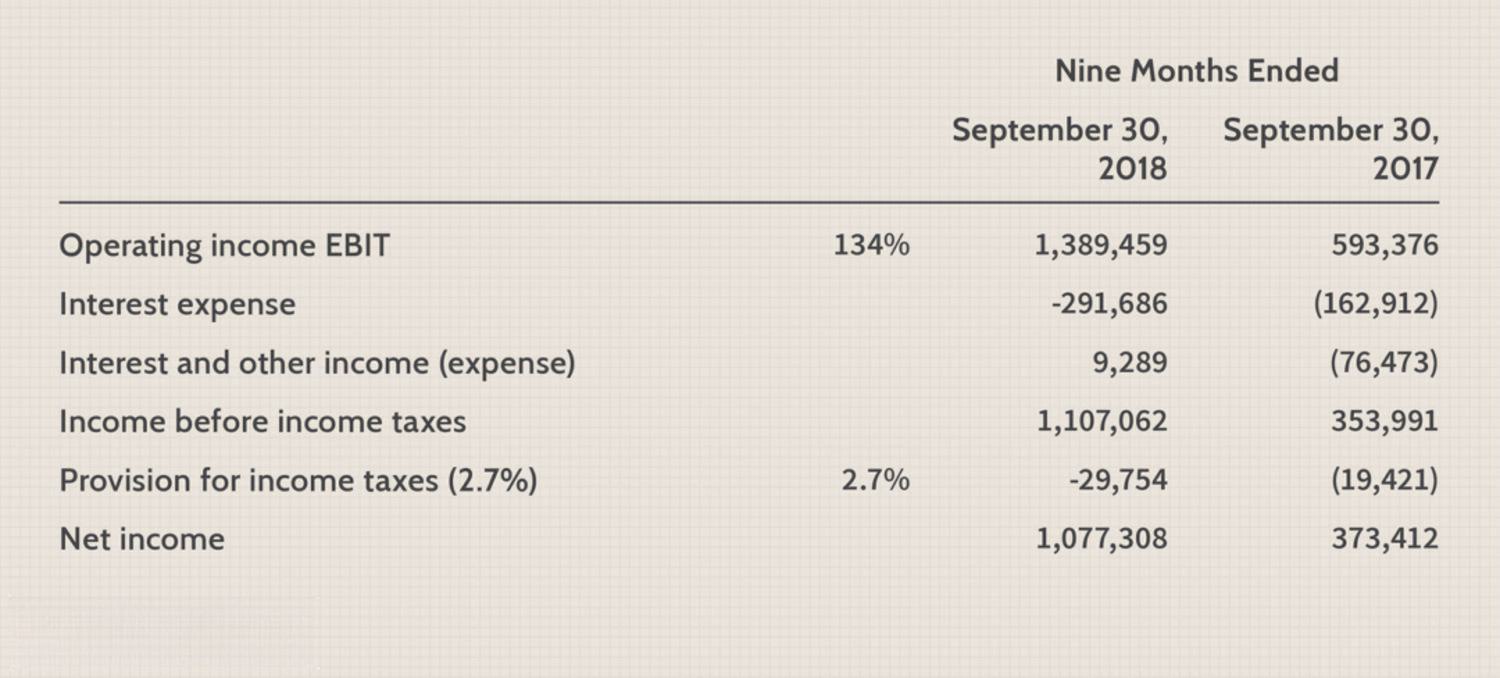 Nine Months Ended
September 30, September 30,
2018 2017
Operating income EBIT 134% 1,389,459 593,376
Interest expense -291,686 (162,912)
Interest and other income (expense) 9,289 (76,473)
Income before income taxes 1,107,062 353,991
Provision for income taxes (2.7%) 2.7% -29,754 (19,421)
Net income 1,077,308 373,412